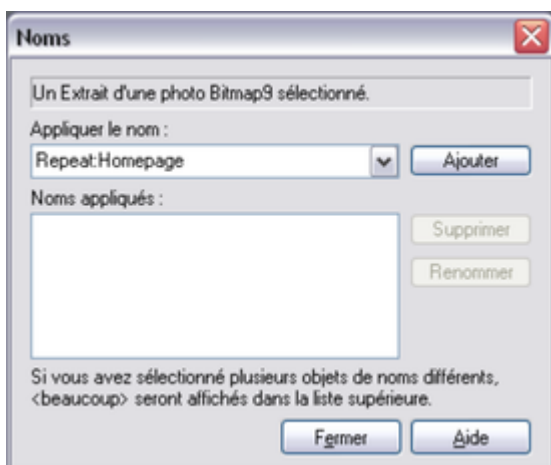 Noms
Un Extrait d'une photo Bitmap9 sélectionné.
Appliquer le nom :
Repeat:Homepage
Ajouter
Noms appliqués :
Supprimer
Renommer
Si vous avez sélectionné plusieurs objets de noms différents,
<beaucoup> seront affichés dans la liste supérieure.
Fermer
Aide